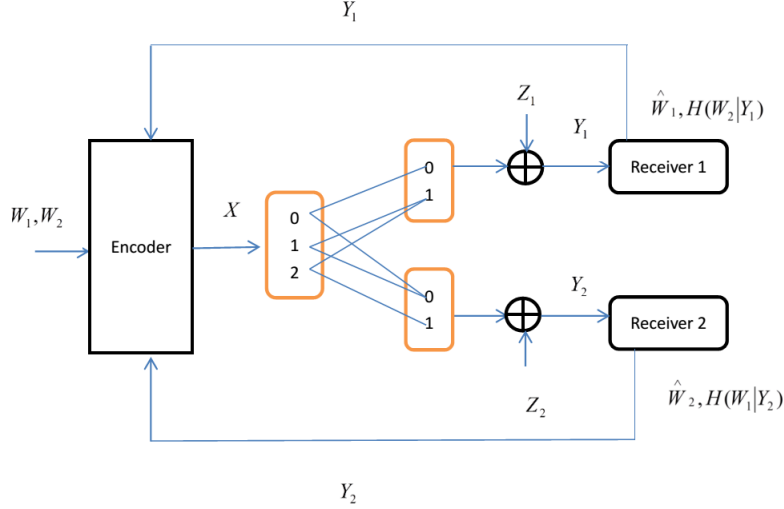 Y₁
Z₁
Ŵ₁, H(W₂|Y₁)
Y₁
0
1
Receiver 1
W₁, W₂
Encoder
X
0
1
2
0
1
Y₂
Receiver 2
Z₂
Ŵ₂, H(W₁|Y₂)
Y₂